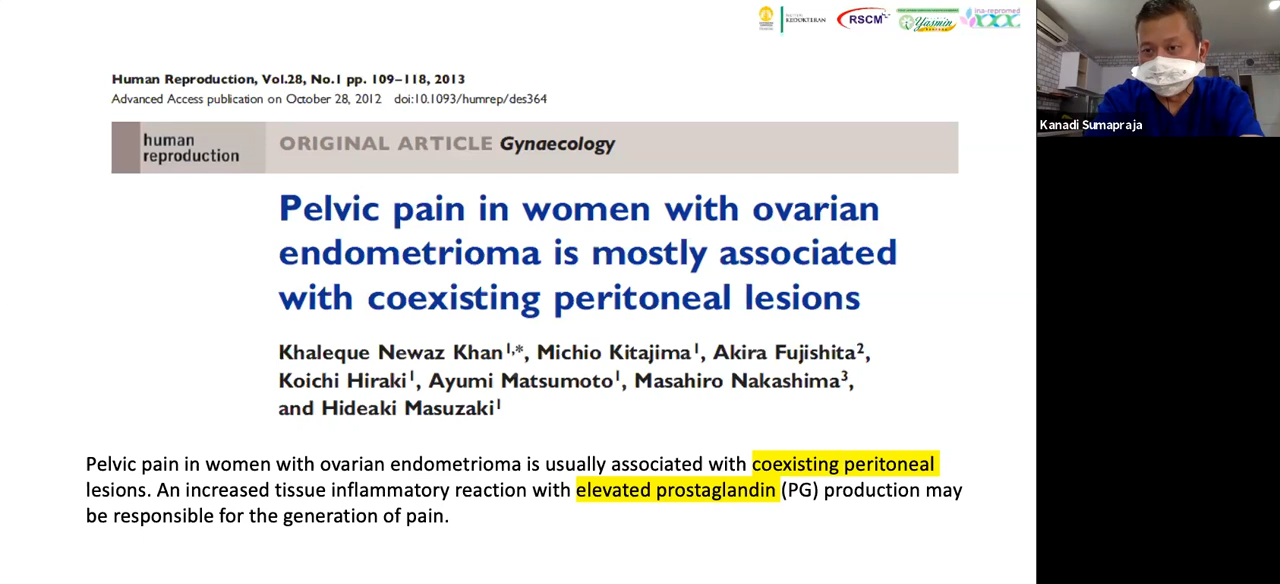 KEDOKTERAN
RSCM
Yasmin
ina-repromed
Human Reproduction, Vol.28, No.1 pp. 109–118, 2013
Advanced Access publication on October 28, 2012 doi:10.1093/humrep/des364
human
reproduction
ORIGINAL ARTICLE Gynaecology
Pelvic pain in women with ovarian
endometrioma is mostly associated
with coexisting peritoneal lesions
Khaleque Newaz Khan1,*, Michio Kitajima1, Akira Fujishita2,
Koichi Hiraki1, Ayumi Matsumoto1, Masahiro Nakashima3,
and Hideaki Masuzaki1
Pelvic pain in women with ovarian endometrioma is usually associated with coexisting peritoneal
lesions. An increased tissue inflammatory reaction with elevated prostaglandin (PG) production may
be responsible for the generation of pain.
Kanadi Sumapraja